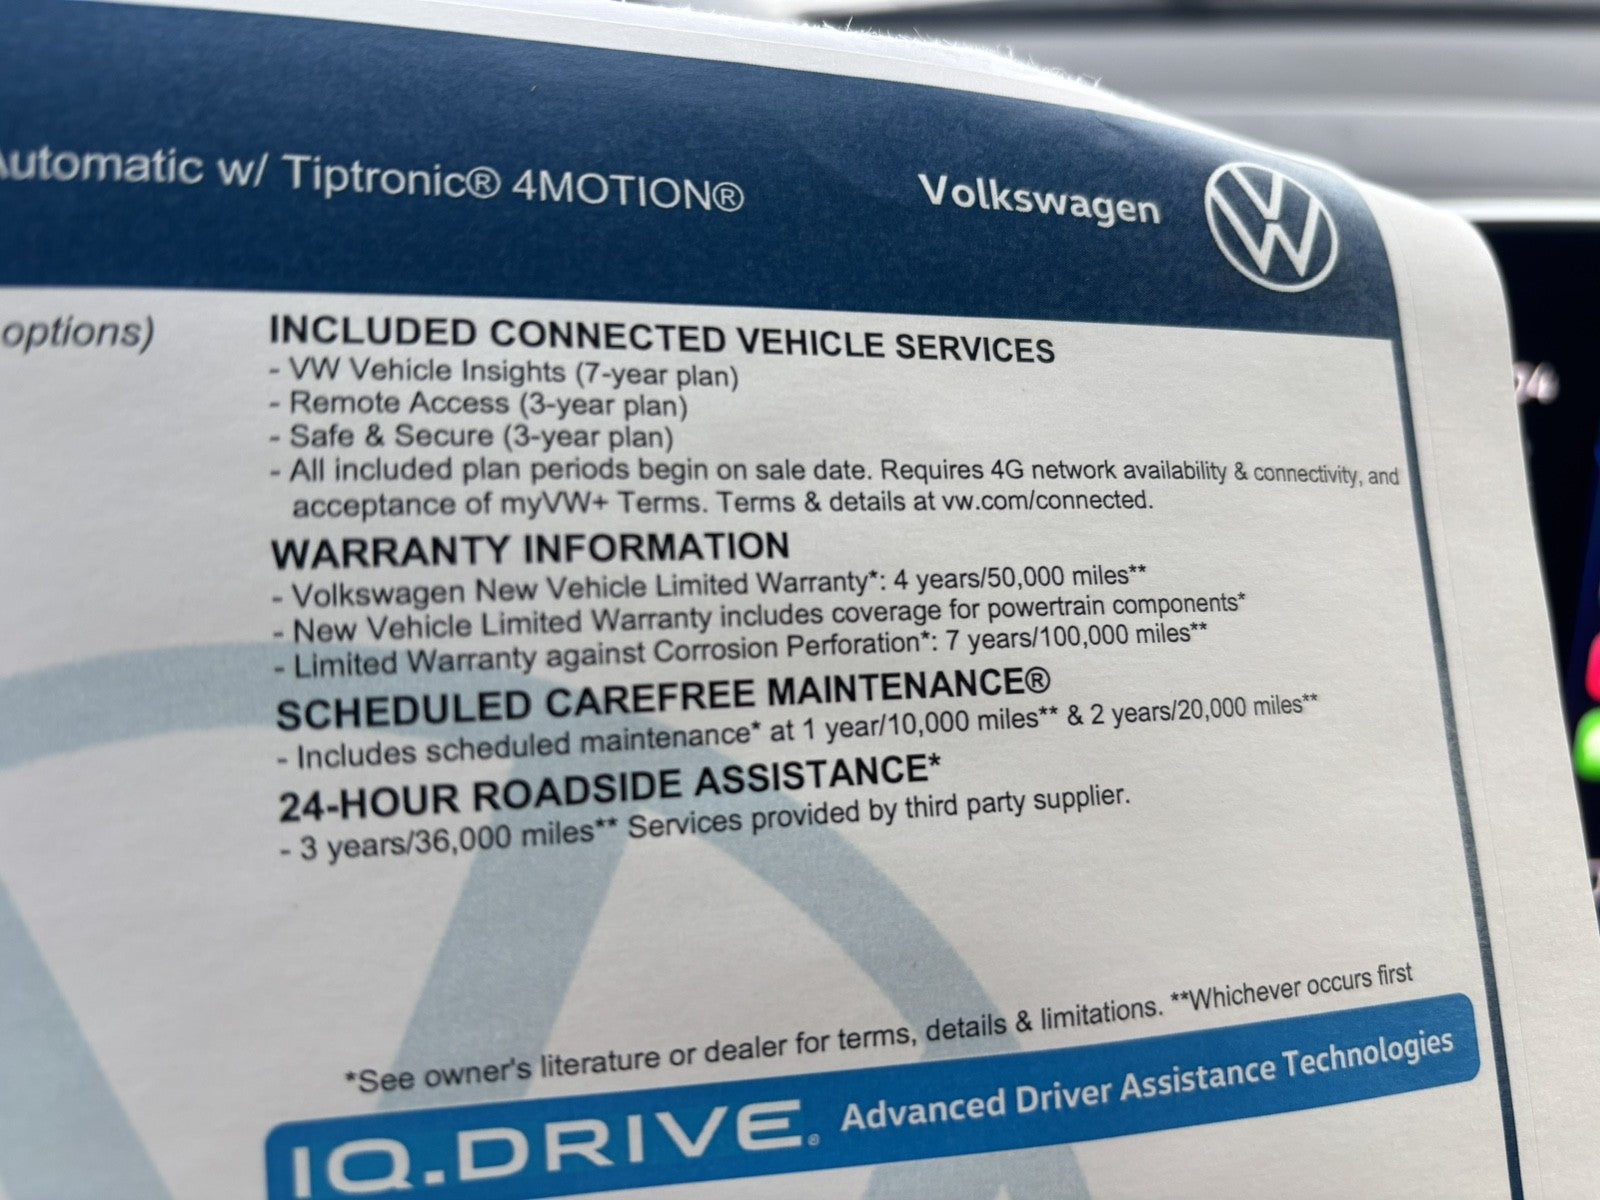 Automatic w/ Tiptronic® 4MOTION®
Volkswagen
options)
INCLUDED CONNECTED VEHICLE SERVICES
- VW Vehicle Insights (7-year plan)
- Remote Access (3-year plan)
- Safe & Secure (3-year plan)
- All included plan periods begin on sale date. Requires 4G network availability & connectivity, and
acceptance of myVW+ Terms. Terms & details at vw.com/connected.
WARRANTY INFORMATION
- Volkswagen New Vehicle Limited Warranty*: 4 years/50,000 miles**
- New Vehicle Limited Warranty includes coverage for powertrain components*
- Limited Warranty against Corrosion Perforation*: 7 years/100,000 miles**
SCHEDULED CAREFREE MAINTENANCE®
- Includes scheduled maintenance* at 1 year/10,000 miles** & 2 years/20,000 miles**
24-HOUR ROADSIDE ASSISTANCE*
- 3 years/36,000 miles** Services provided by third party supplier.
*See owner's literature or dealer for terms, details & limitations. **Whichever occurs first
IQ.DRIVE® Advanced Driver Assistance Technologies